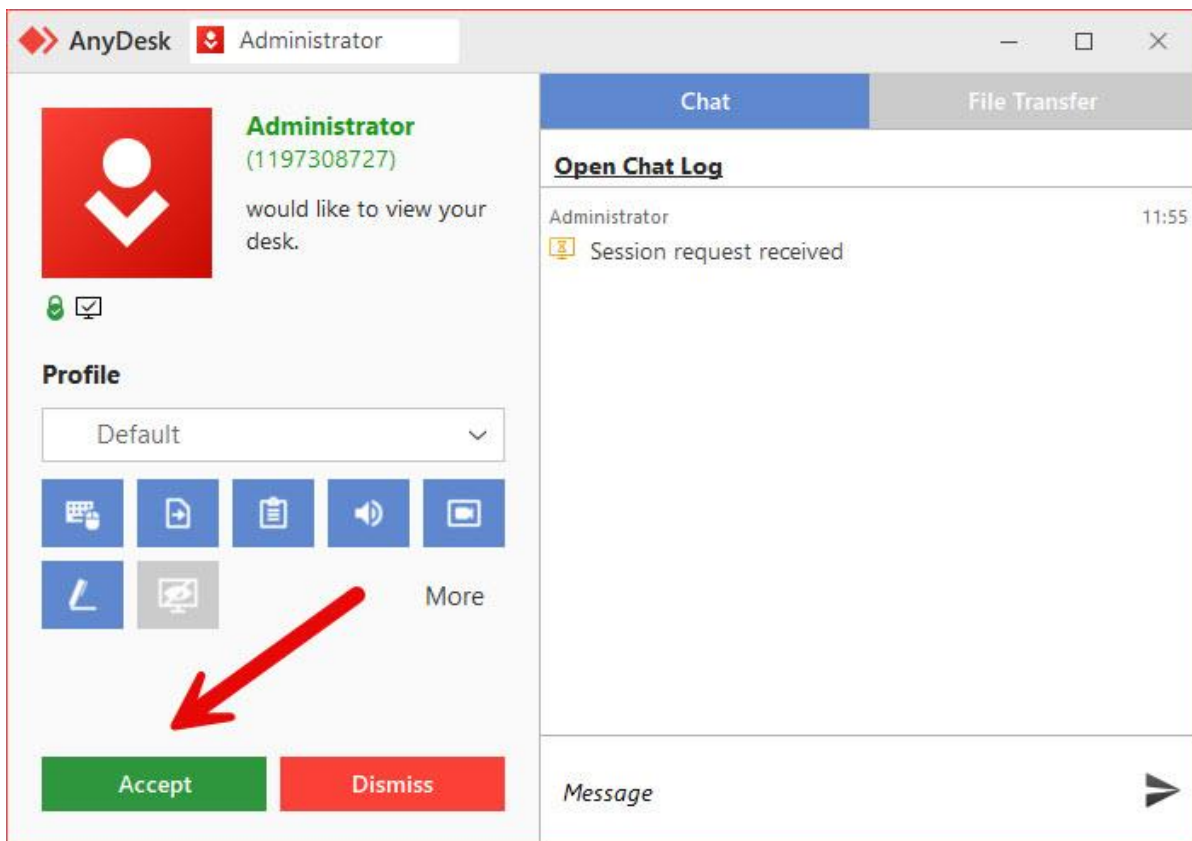 AnyDesk
Administrator
Administrator
(1197308727)
would like to view your
desk.
Profile
Default
More
Accept
Dismiss
Chat
File Transfer
Open Chat Log
Administrator
11:55
Session request received
Message